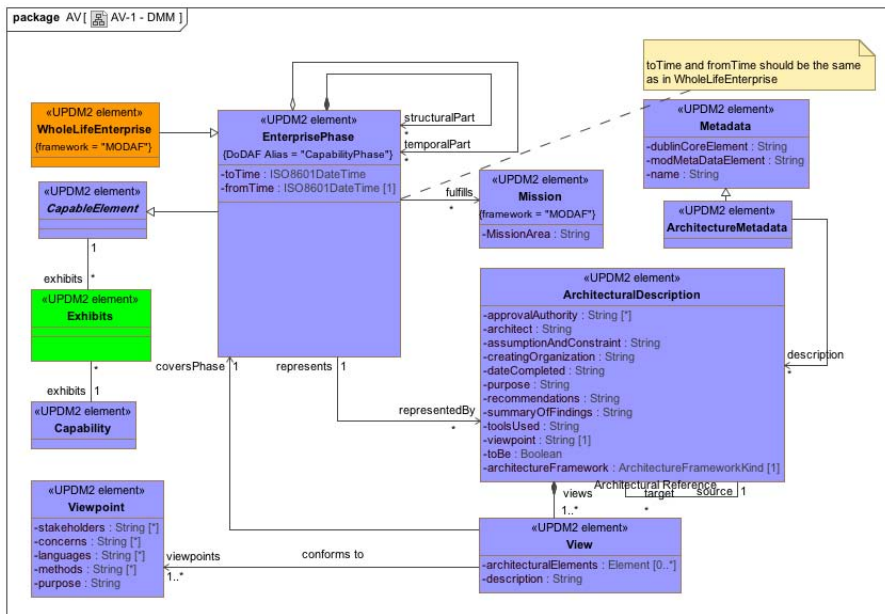 package AV[ AV-1 - DMM ]
toTime and fromTime should be the same
as in WholeLifeEnterprise
«UPDM2 element»
WholeLifeEnterprise
{framework = "MODAF"}
«UPDM2 element»
EnterprisePhase
{DoDAF Alias = "CapabilityPhase"}
-toTime : ISO8601DateTime
-fromTime : ISO8601DateTime [1]
structuralPart
*
temporalPart
*
«UPDM2 element»
Metadata
-dublinCoreElement : String
-modMetaDataElement : String
-name : String
«UPDM2 element»
CapableElement
1
exhibits
*
fulfills
*
«UPDM2 element»
Mission
{framework = "MODAF"}
-MissionArea : String
«UPDM2 element»
ArchitectureMetadata
«UPDM2 element»
Exhibits
*
exhibits
1
«UPDM2 element»
Capability
coversPhase
1
represents
1
representedBy
*
description
*
«UPDM2 element»
ArchitecturalDescription
-approvalAuthority : String [*]
-architect : String
-assumptionAndConstraint : String
-creatingOrganization : String
-dateCompleted : String
-purpose : String
-recommendations : String
-summaryOfFindings : String
-toolsUsed : String
-viewpoint : String [1]
-toBe : Boolean
-architectureFramework : ArchitectureFrameworkKind [1]
Architectural Reference
views
1..*
target
*
source
1
«UPDM2 element»
Viewpoint
-stakeholders : String [*]
-concerns : String [*]
-languages : String [*]
-methods : String [*]
-purpose : String
viewpoints
1..*
conforms to
«UPDM2 element»
View
-architecturalElements : Element [0..*]
-description : String